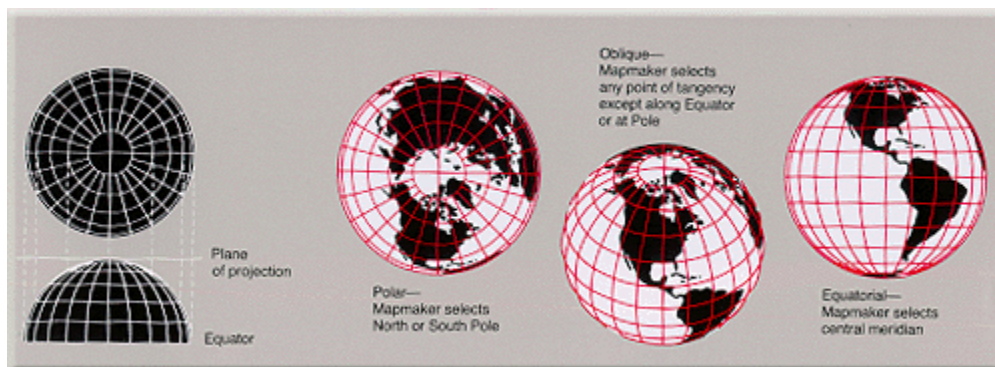 Plane
of projection
Equator
Polar—
Mapmaker selects
North or South Pole
Oblique—
Mapmaker selects
any point of tangency
except along Equator
or at Pole
Equatorial—
Mapmaker selects
central meridian